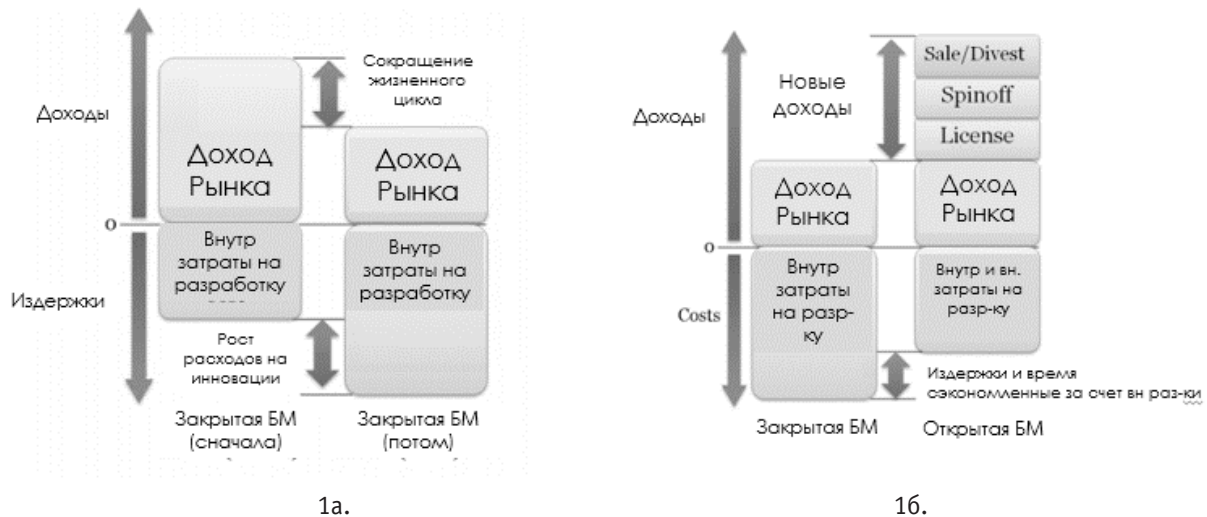 Доходы
Издержки
0
Доход
Рынка
Внутр
затраты на
разработку
Сокращение
жизненного
цикла
Доход
Рынка
Внутр
затраты на
разработку
Рост
расходов на
инновации
Закрытая БМ
(сначала)
Закрытая БМ
(потом)
1а.
Доходы
Costs
0
Новые
доходы
Sale/Divest
Spinoff
License
Доход
Рынка
Доход
Рынка
Внутр
затраты
на разр-
ку
Внутр и вн.
затраты на
разр-ку
Издержки и время
сэкономленные за счет вн раз-ки
Закрытая БМ
Открытая БМ
1б.